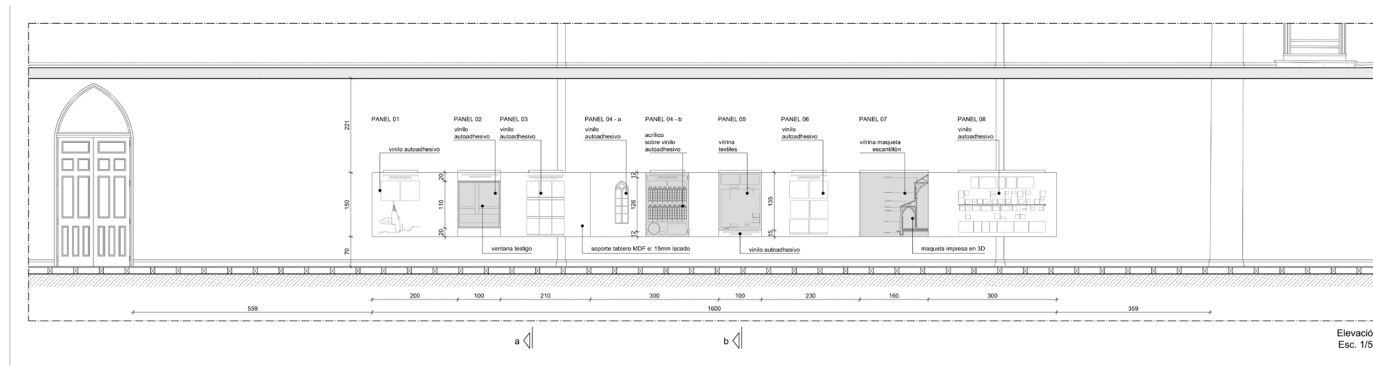 PANEL 01
PANEL 02
PANEL 03
PANEL 04 - a
PANEL 04 - b
PANEL 05
PANEL 06
PANEL 07
PANEL 08
vinilo autoadhesivo
vinilo
autoadhesivo
vinilo
autoadhesivo
vinilo
autoadhesivo
acrílico
sobre vinilo
autoadhesivo
vitrina
textiles
vinilo
autoadhesivo
vitrina maqueta
escantillón
vinilo
autoadhesivo
221
150
70
20
110
20
12
126
12
135
15
ventana testigo
soporte tablero MDF e: 15mm lacado
vinilo autoadhesivo
maqueta impresa en 3D
200
100
210
300
100
230
160
300
559
1600
359
a
b
Elevació
Esc. 1/5